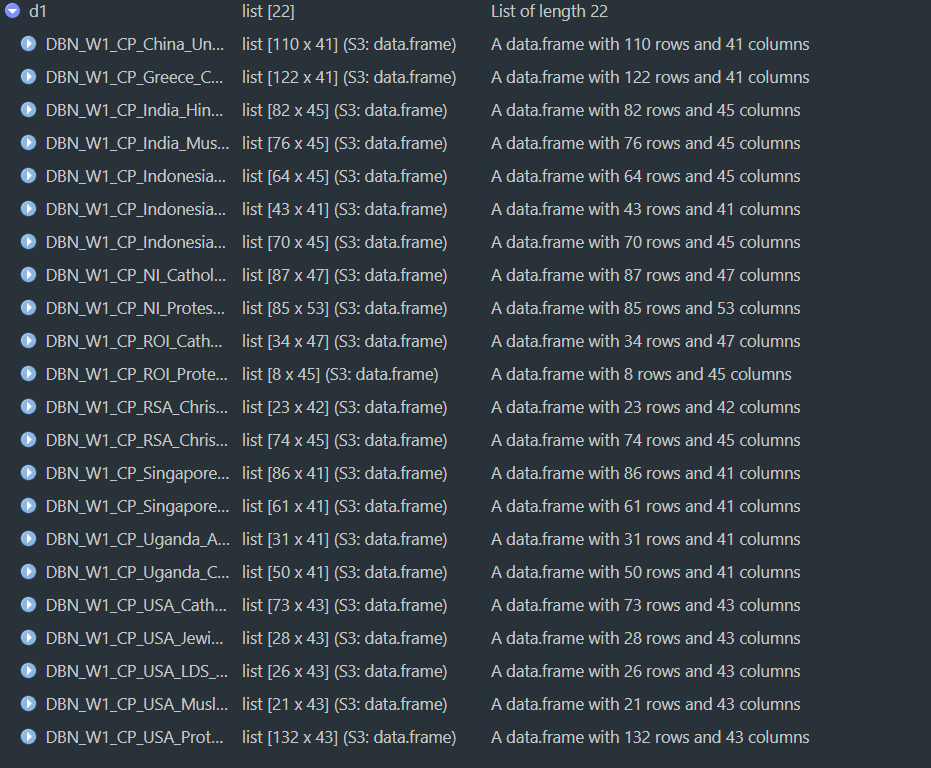 d1 list [22] List of length 22
DBN_W1_CP_China_Un... list [110 x 41] (S3: data.frame) A data.frame with 110 rows and 41 columns
DBN_W1_CP_Greece_C... list [122 x 41] (S3: data.frame) A data.frame with 122 rows and 41 columns
DBN_W1_CP_India_Hin... list [82 x 45] (S3: data.frame) A data.frame with 82 rows and 45 columns
DBN_W1_CP_India_Mus... list [76 x 45] (S3: data.frame) A data.frame with 76 rows and 45 columns
DBN_W1_CP_Indonesia... list [64 x 45] (S3: data.frame) A data.frame with 64 rows and 45 columns
DBN_W1_CP_Indonesia... list [43 x 41] (S3: data.frame) A data.frame with 43 rows and 41 columns
DBN_W1_CP_Indonesia... list [70 x 45] (S3: data.frame) A data.frame with 70 rows and 45 columns
DBN_W1_CP_NI_Cathol... list [87 x 47] (S3: data.frame) A data.frame with 87 rows and 47 columns
DBN_W1_CP_NI_Protes... list [85 x 53] (S3: data.frame) A data.frame with 85 rows and 53 columns
DBN_W1_CP_ROI_Cath... list [34 x 47] (S3: data.frame) A data.frame with 34 rows and 47 columns
DBN_W1_CP_ROI_Prote... list [8 x 45] (S3: data.frame) A data.frame with 8 rows and 45 columns
DBN_W1_CP_RSA_Chris... list [23 x 42] (S3: data.frame) A data.frame with 23 rows and 42 columns
DBN_W1_CP_RSA_Chris... list [74 x 45] (S3: data.frame) A data.frame with 74 rows and 45 columns
DBN_W1_CP_Singapore... list [86 x 41] (S3: data.frame) A data.frame with 86 rows and 41 columns
DBN_W1_CP_Singapore... list [61 x 41] (S3: data.frame) A data.frame with 61 rows and 41 columns
DBN_W1_CP_Uganda_A... list [31 x 41] (S3: data.frame) A data.frame with 31 rows and 41 columns
DBN_W1_CP_Uganda_C... list [50 x 41] (S3: data.frame) A data.frame with 50 rows and 41 columns
DBN_W1_CP_USA_Cath... list [73 x 43] (S3: data.frame) A data.frame with 73 rows and 43 columns
DBN_W1_CP_USA_Jewi... list [28 x 43] (S3: data.frame) A data.frame with 28 rows and 43 columns
DBN_W1_CP_USA_LDS_... list [26 x 43] (S3: data.frame) A data.frame with 26 rows and 43 columns
DBN_W1_CP_USA_Musl... list [21 x 43] (S3: data.frame) A data.frame with 21 rows and 43 columns
DBN_W1_CP_USA_Prot... list [132 x 43] (S3: data.frame) A data.frame with 132 rows and 43 columns